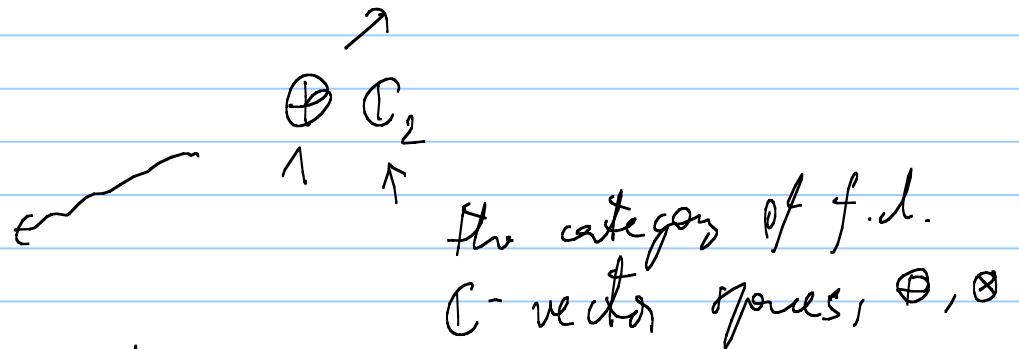 ⊕ ℂ₂
the category of f.d.
ℂ-vector spaces, ⊕, ⊗